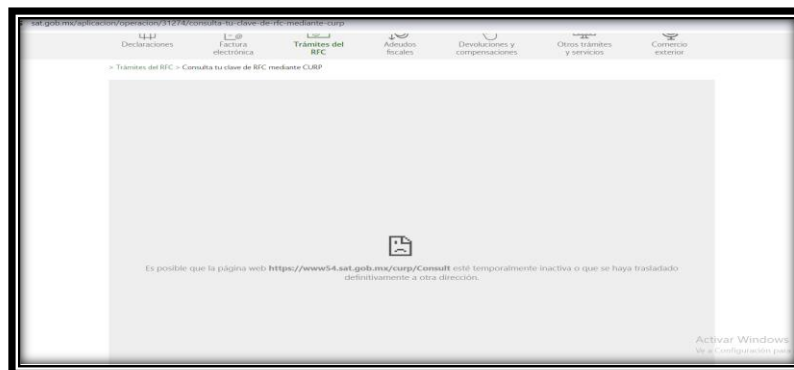 sat.gob.mx/aplicacion/operacion/31274/consulta-tu-clave-de-rfc-mediante-curp
Declaraciones
Factura
electrónica
Trámites del
RFC
Adeudos
fiscales
Devoluciones y
compensaciones
Otros trámites
y servicios
Comercio
exterior
> Trámites del RFC > Consulta tu clave de RFC mediante CURP
Es posible que la página web https://www54.sat.gob.mx/curp/Consult esté temporalmente inactiva o que se haya trasladado
definitivamente a otra dirección.
Activar Windows
Ve a Configuración para